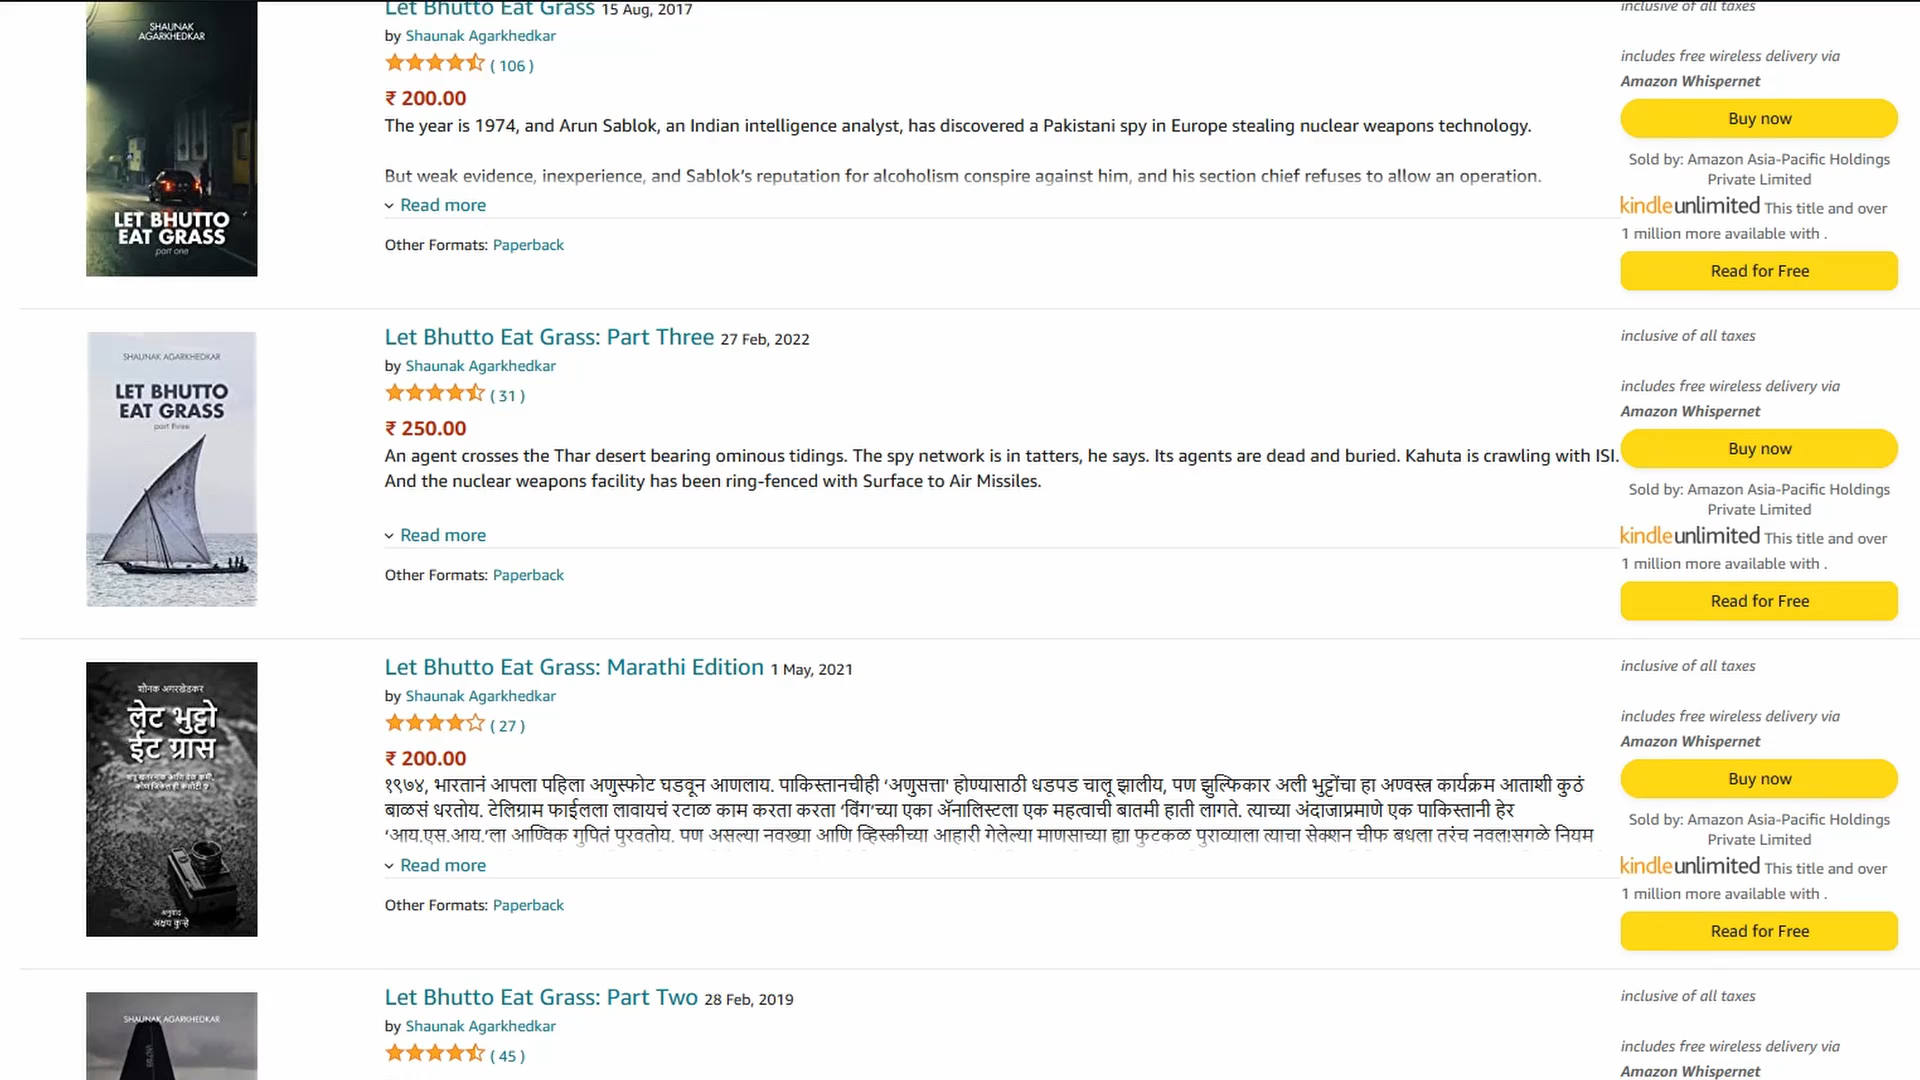 SHAUNAK
AGARKHEDKAR
LET BHUTTO
EAT GRASS
part one
Let Bhutto Eat Grass 15 Aug, 2017
by Shaunak Agarkhedkar
( 106 )
₹ 200.00
The year is 1974, and Arun Sablok, an Indian intelligence analyst, has discovered a Pakistani spy in Europe stealing nuclear weapons technology.
But weak evidence, inexperience, and Sablok’s reputation for alcoholism conspire against him, and his section chief refuses to allow an operation.
Read more
Other Formats: Paperback
inclusive of all taxes
includes free wireless delivery via
Amazon Whispernet
Buy now
Sold by: Amazon Asia-Pacific Holdings
Private Limited
kindleunlimited This title and over
1 million more available with .
Read for Free
SHAUNAK AGARKHEDKAR
LET BHUTTO
EAT GRASS
part three
Let Bhutto Eat Grass: Part Three 27 Feb, 2022
by Shaunak Agarkhedkar
( 31 )
₹ 250.00
An agent crosses the Thar desert bearing ominous tidings. The spy network is in tatters, he says. Its agents are dead and buried. Kahuta is crawling with ISI.
And the nuclear weapons facility has been ring-fenced with Surface to Air Missiles.
Read more
Other Formats: Paperback
inclusive of all taxes
includes free wireless delivery via
Amazon Whispernet
Buy now
Sold by: Amazon Asia-Pacific Holdings
Private Limited
kindleunlimited This title and over
1 million more available with .
Read for Free
शौनक अगरखेडकर
लेट भुट्टो
ईट ग्रास
अनुवाद
अक्षय कुन्हे
Let Bhutto Eat Grass: Marathi Edition 1 May, 2021
by Shaunak Agarkhedkar
( 27 )
₹ 200.00
१९७४, भारतानं आपला पहिला अणुस्फोट घडवून आणलाय. पाकिस्तानचीही ‘अणुसत्ता' होण्यासाठी धडपड चालू झालीय, पण झुल्फिकार अली भुट्टोंचा हा अण्वस्त्र कार्यक्रम आताशी कुठं
बाळसं धरतोय. टेलिग्राम फाईलला लावायचं रटाळ काम करता करता ‘विंग’च्या एका ॲनालिस्टला एक महत्वाची बातमी हाती लागते. त्याच्या अंदाजाप्रमाणे एक पाकिस्तानी हेर
‘आय.एस.आय.’ला आण्विक गुपितं पुरवतोय. पण असल्या नवख्या आणि व्हिस्कीच्या आहारी गेलेल्या माणसाच्या ह्या फुटकळ पुराव्याला त्याचा सेक्शन चीफ बधला तरंच नवल!सगळे नियम
Read more
Other Formats: Paperback
inclusive of all taxes
includes free wireless delivery via
Amazon Whispernet
Buy now
Sold by: Amazon Asia-Pacific Holdings
Private Limited
kindleunlimited This title and over
1 million more available with .
Read for Free
SHAUNAK AGARKHEDKAR
Let Bhutto Eat Grass: Part Two 28 Feb, 2019
by Shaunak Agarkhedkar
( 45 )
inclusive of all taxes
includes free wireless delivery via
Amazon Whispernet